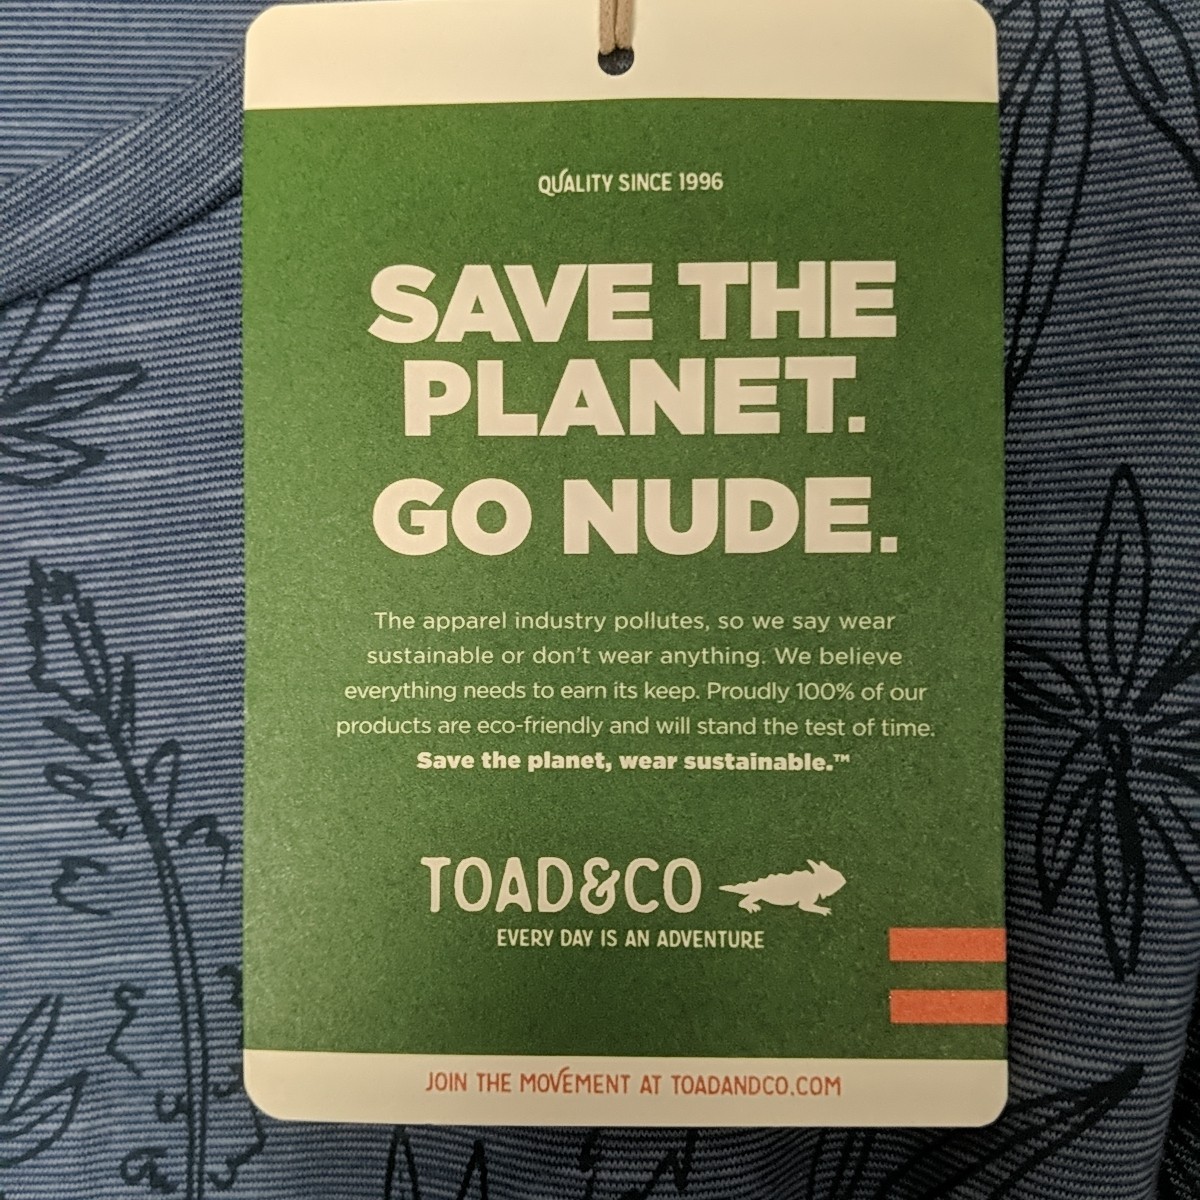 QUALITY SINCE 1996
SAVE THE
PLANET.
GO NUDE.
The apparel industry pollutes, so we say wear
sustainable or don't wear anything. We believe
everything needs to earn its keep. Proudly 100% of our
products are eco-friendly and will stand the test of time.
Save the planet, wear sustainable.™
TOAD&CO
EVERY DAY IS AN ADVENTURE
JOIN THE MOVEMENT AT TOADANDCO.COM